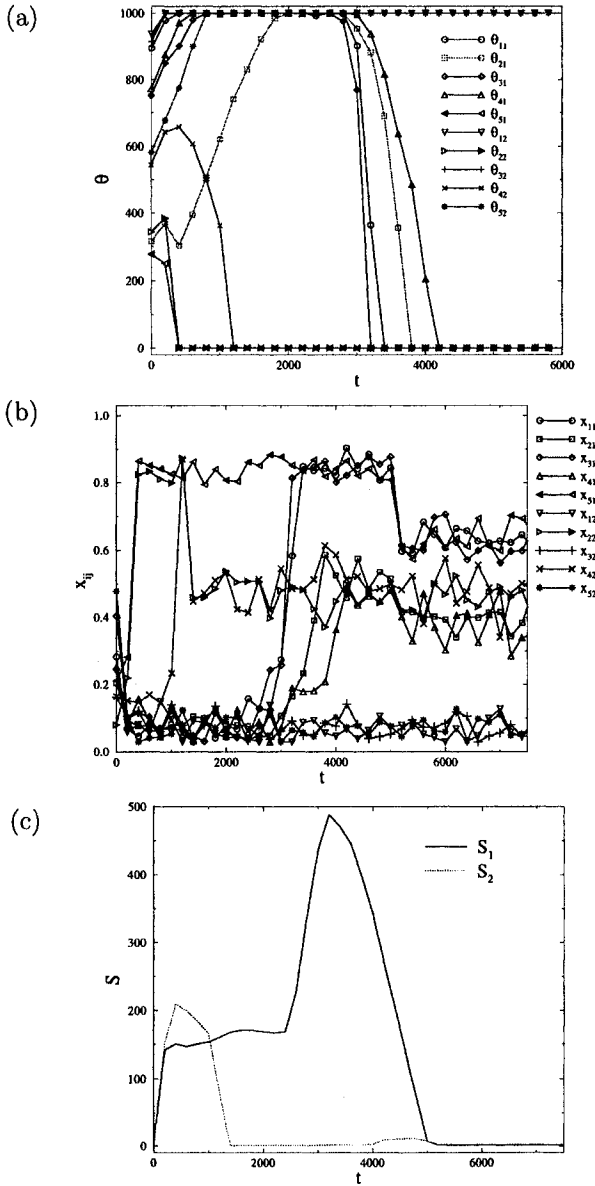 (a)
1000
800
600
400
200
0
θ
0
2000
4000
6000
t
θ₁₁
θ₂₁
θ₃₁
θ₄₁
θ₅₁
θ₁₂
θ₂₂
θ₃₂
θ₄₂
θ₅₂
(b)
1.0
0.8
0.6
0.4
0.2
0.0
x_ij
0
2000
4000
6000
t
x₁₁
x₂₁
x₃₁
x₄₁
x₅₁
x₁₂
x₂₂
x₃₂
x₄₂
x₅₂
(c)
500
400
300
200
100
0
S
0
2000
4000
6000
t
S₁
S₂